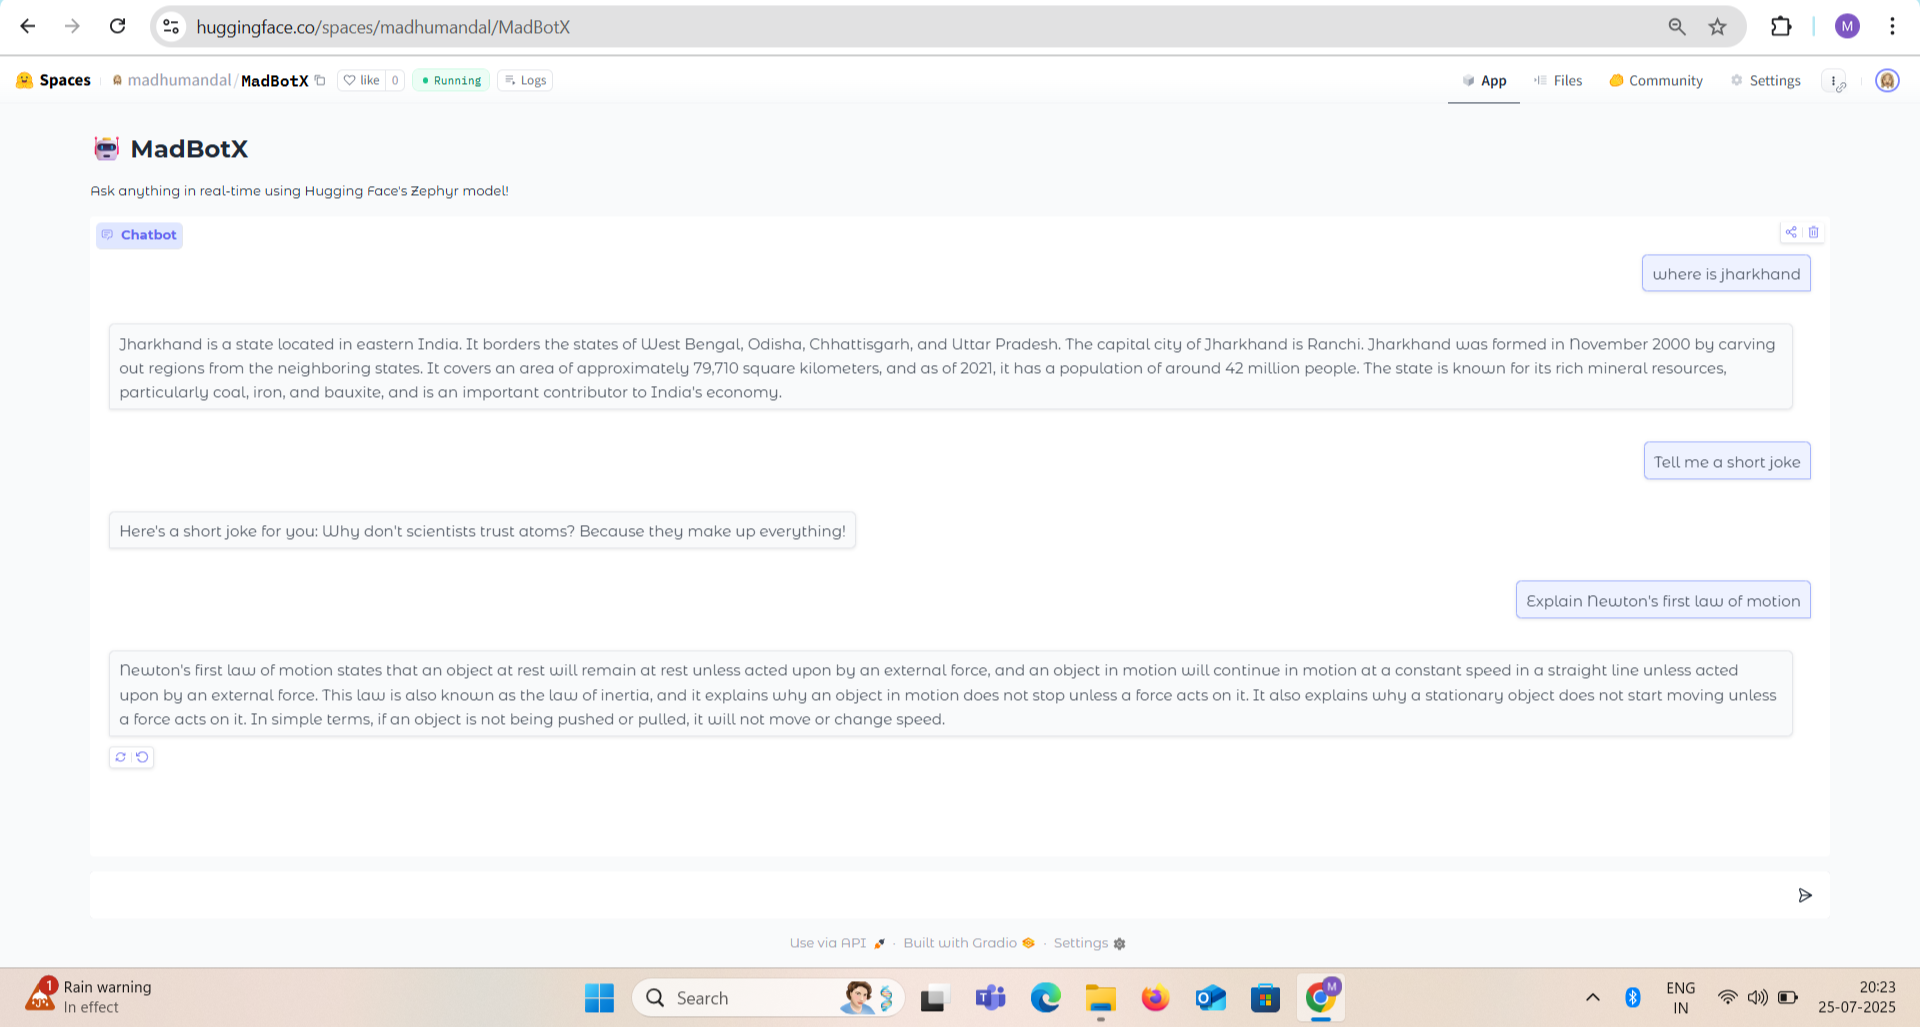 huggingface.co/spaces/madhumandal/MadBotX
M
Spaces madhumandal/MadBotX like 0 Running Logs
App Files Community Settings
MadBotX
Ask anything in real-time using Hugging Face's Zephyr model!
Chatbot
where is jharkhand
Jharkhand is a state located in eastern India. It borders the states of West Bengal, Odisha, Chhattisgarh, and Uttar Pradesh. The capital city of Jharkhand is Ranchi. Jharkhand was formed in November 2000 by carving
out regions from the neighboring states. It covers an area of approximately 79,710 square kilometers, and as of 2021, it has a population of around 42 million people. The state is known for its rich mineral resources,
particularly coal, iron, and bauxite, and is an important contributor to India's economy.
Tell me a short joke
Here's a short joke for you: Why don't scientists trust atoms? Because they make up everything!
Explain Newton's first law of motion
Newton's first law of motion states that an object at rest will remain at rest unless acted upon by an external force, and an object in motion will continue in motion at a constant speed in a straight line unless acted
upon by an external force. This law is also known as the law of inertia, and it explains why an object in motion does not stop unless a force acts on it. It also explains why a stationary object does not start moving unless
a force acts on it. In simple terms, if an object is not being pushed or pulled, it will not move or change speed.
Use via API · Built with Gradio · Settings
1
Rain warning
In effect
Search
M
ENG
IN
20:23
25-07-2025